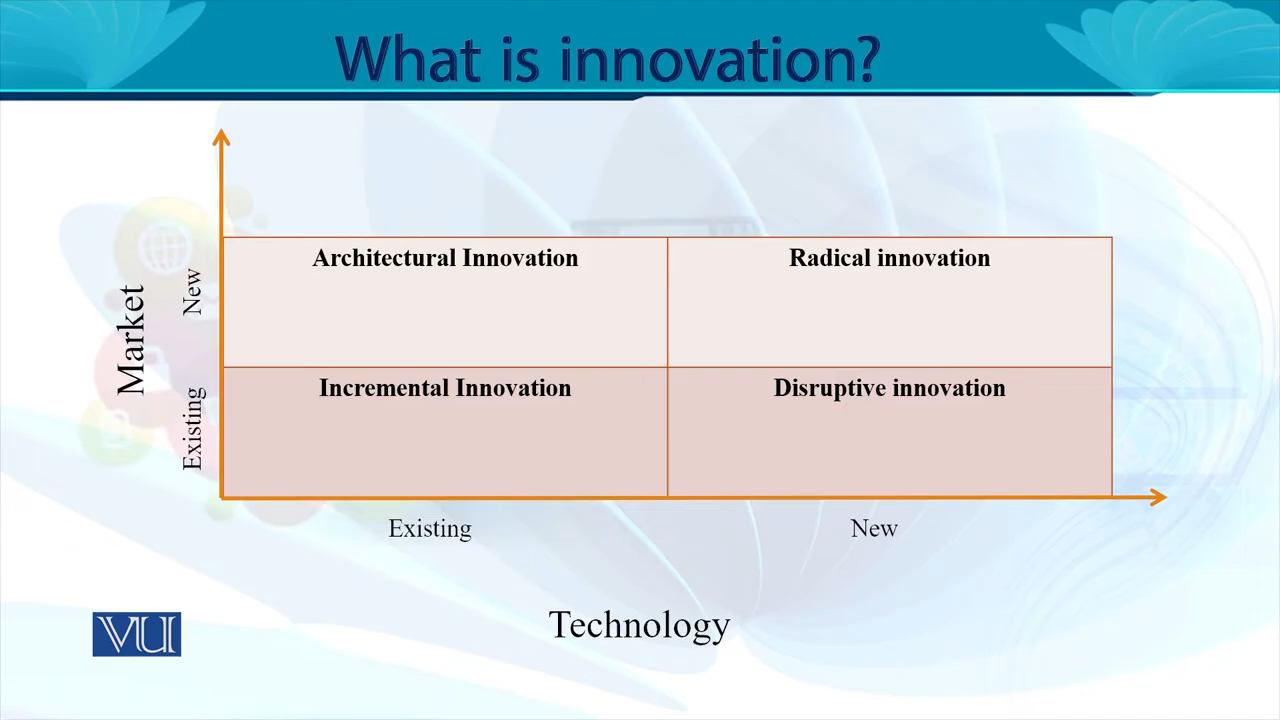 What is innovation?
Market
New
Existing
Architectural Innovation
Radical innovation
Incremental Innovation
Disruptive innovation
Existing
New
Technology
VU